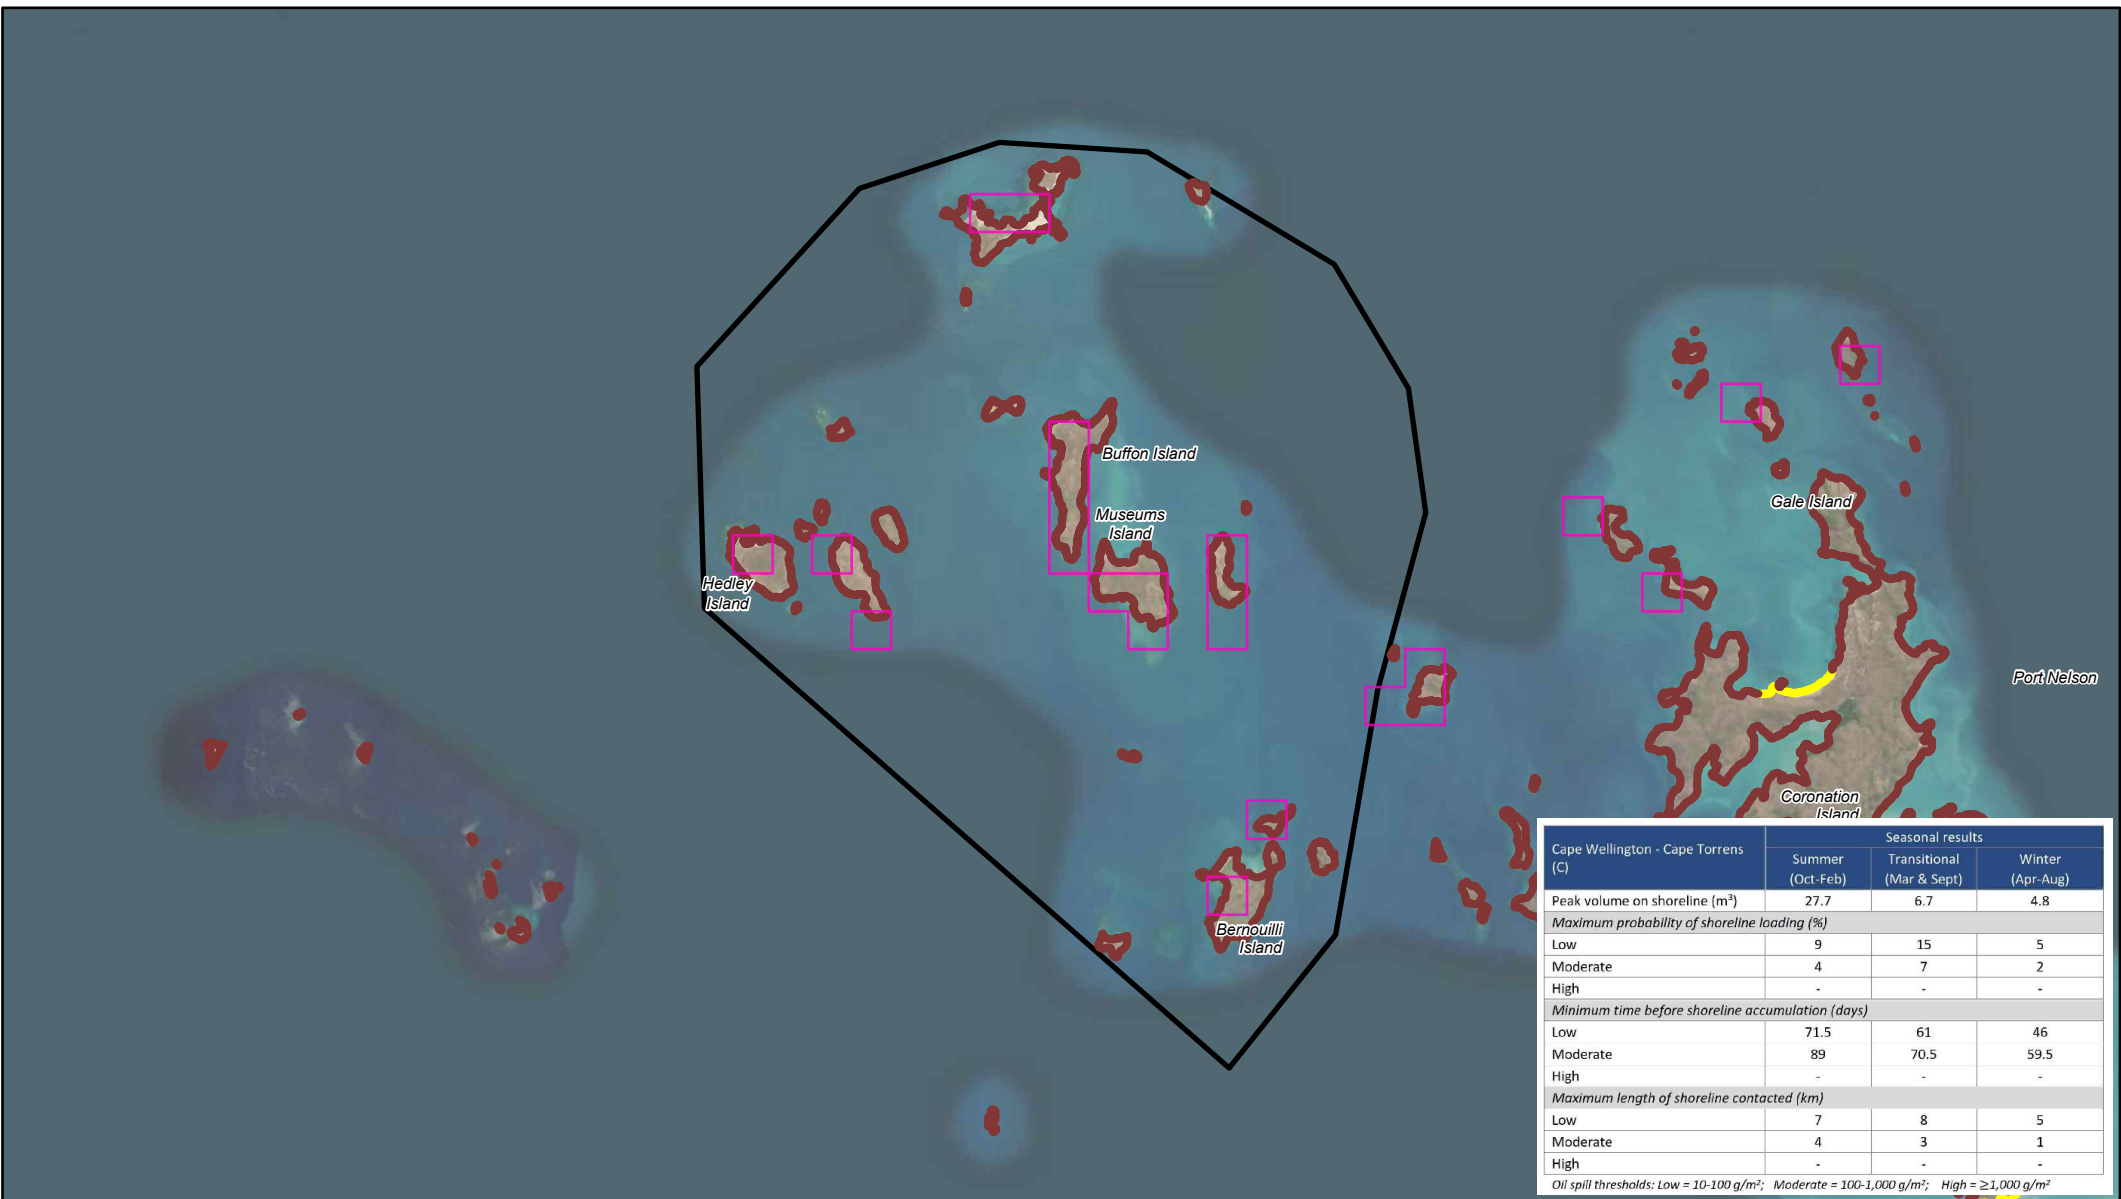 Buffon Island
Museums
Island
Gale Island
Hedley
Island
Port Nelson
Coronation
Island
Bernouilli
Island
Cape Wellington - Cape Torrens
(C)
Seasonal results
Summer
(Oct-Feb)
Transitional
(Mar & Sept)
Winter
(Apr-Aug)
Peak volume on shoreline (m³) 27.7 6.7 4.8
Maximum probability of shoreline loading (%)
Low 9 15 5
Moderate 4 7 2
High - - -
Minimum time before shoreline accumulation (days)
Low 71.5 61 46
Moderate 89 70.5 59.5
High - - -
Maximum length of shoreline contacted (km)
Low 7 8 5
Moderate 4 3 1
High - - -
Oil spill thresholds: Low = 10-100 g/m²; Moderate = 100-1,000 g/m²; High = ≥1,000 g/m²